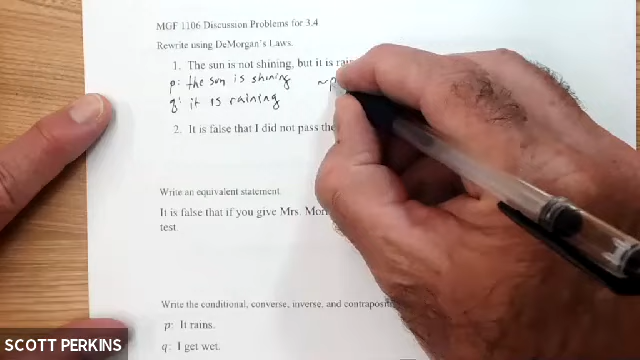 MGF 1106 Discussion Problems for 3.4
Rewrite using DeMorgan's Laws.
1. The sun is not shining, but it is
p: the sun is shining ~p
q: it is raining
2. It is false that I did not pass the
Write an equivalent statement.
It is false that if you give Mrs.
test.
Write the conditional, converse, inverse, and
p: It rains.
q: I get wet.
SCOTT PERKINS